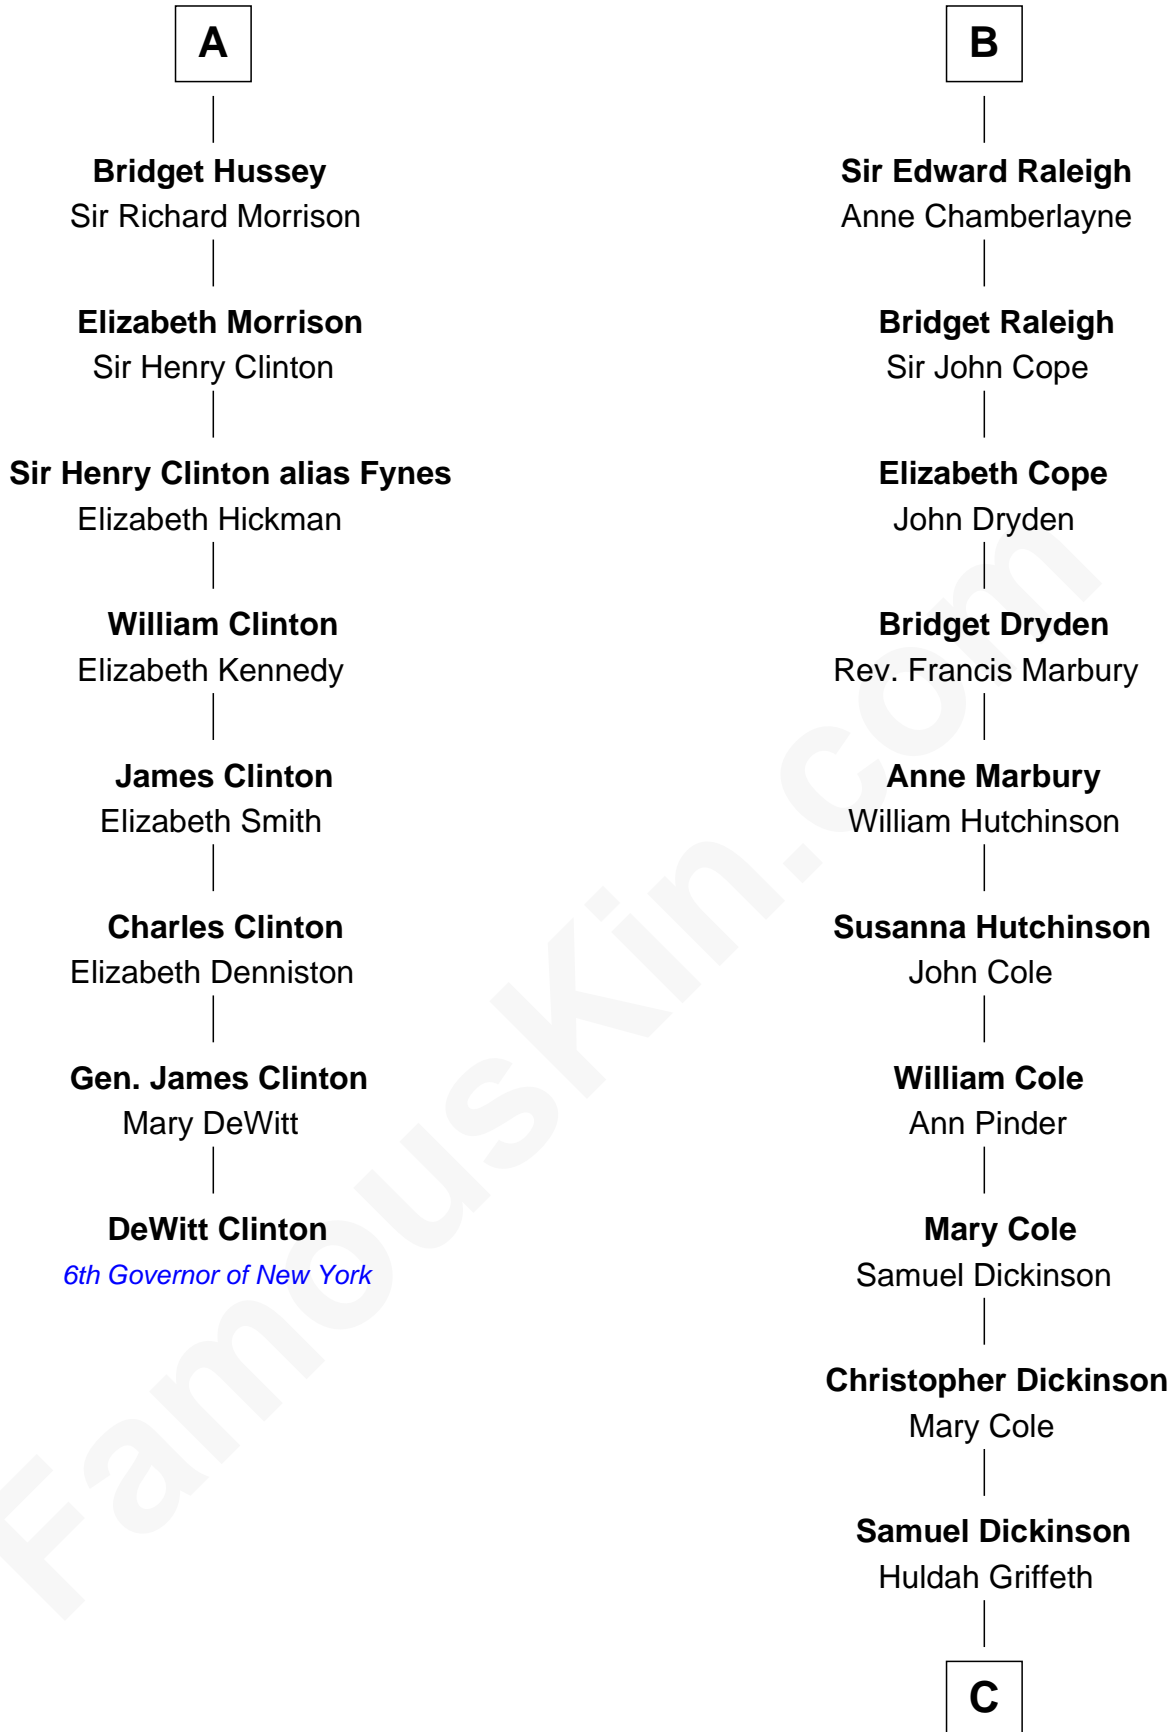 A
Bridget Hussey
Sir Richard Morrison
Elizabeth Morrison
Sir Henry Clinton
Sir Henry Clinton alias Fynes
Elizabeth Hickman
William Clinton
Elizabeth Kennedy
James Clinton
Elizabeth Smith
Charles Clinton
Elizabeth Denniston
Gen. James Clinton
Mary DeWitt
DeWitt Clinton
6th Governor of New York
B
Sir Edward Raleigh
Anne Chamberlayne
Bridget Raleigh
Sir John Cope
Elizabeth Cope
John Dryden
Bridget Dryden
Rev. Francis Marbury
Anne Marbury
William Hutchinson
Susanna Hutchinson
John Cole
William Cole
Ann Pinder
Mary Cole
Samuel Dickinson
Christopher Dickinson
Mary Cole
Samuel Dickinson
Huldah Griffeth
C
FamousKin.com